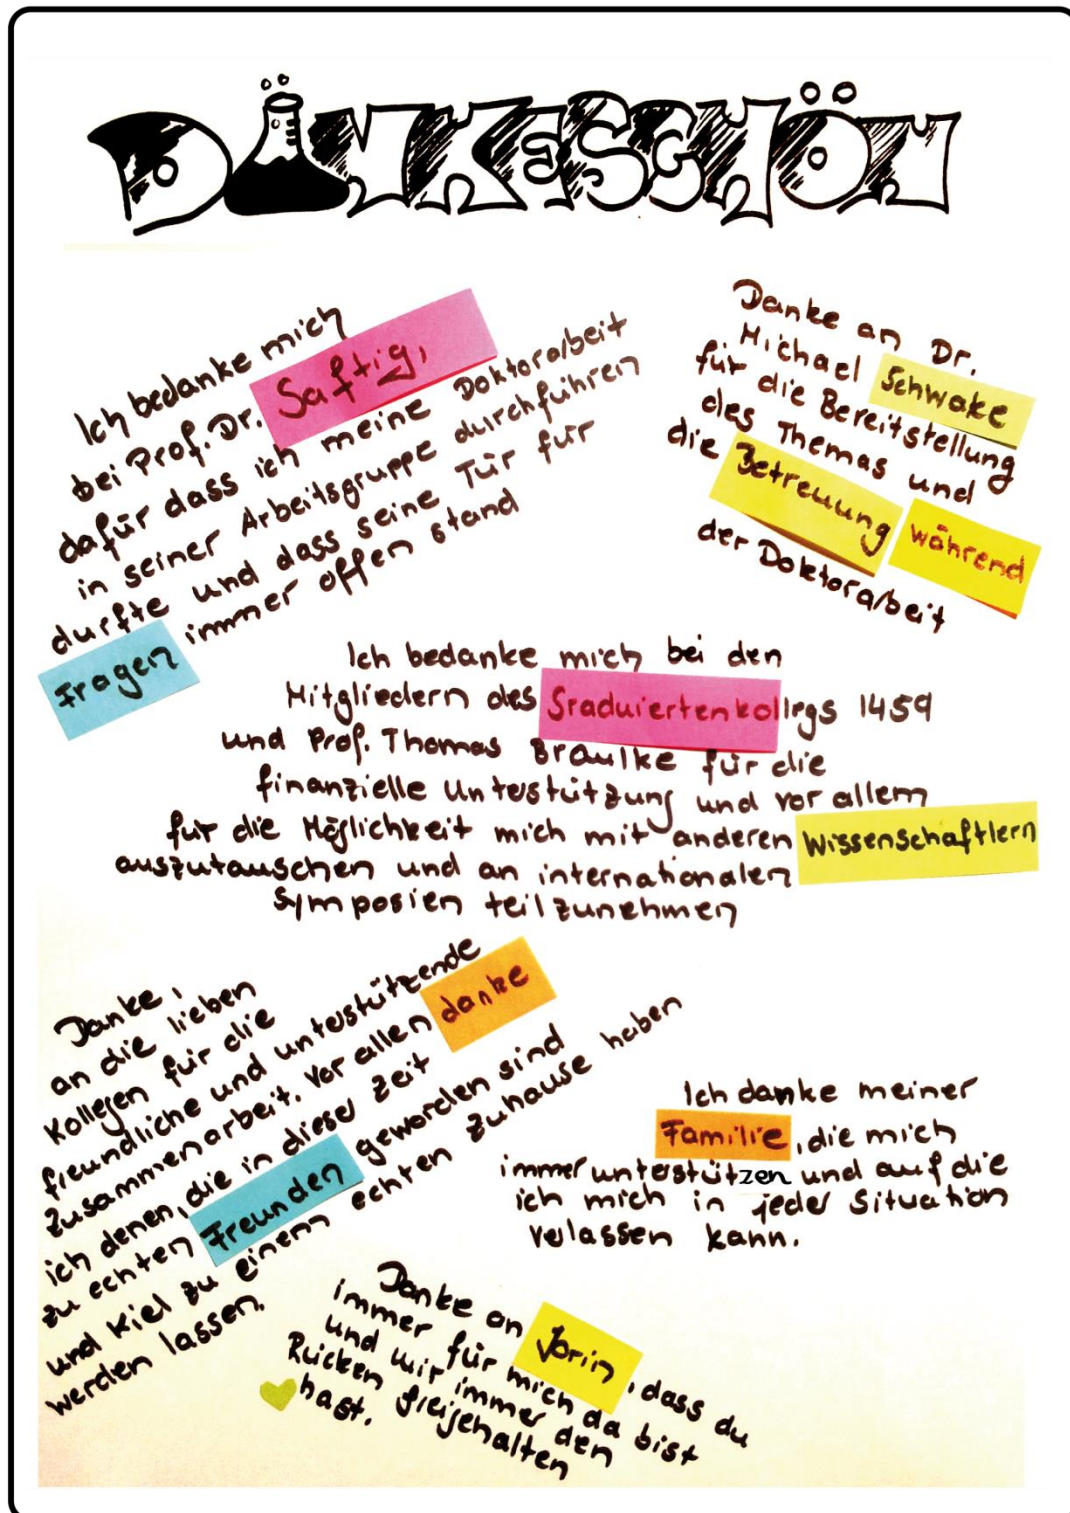 DANKESCHÖN
Ich bedanke mich
bei Prof. Dr. Saftig,
dafür dass ich meine Doktorarbeit
in seiner Arbeitsgruppe durchführen
durfte und dass seine Tür für
Fragen immer offen stand
Danke an Dr.
Michael Schwake
für die Bereitstellung
des Themas und
die Betreuung während
der Doktorarbeit
Ich bedanke mich bei den
Mitgliedern des Graduiertenkollegs 1459
und Prof. Thomas Braulke für die
finanzielle Unterstützung und vor allem
für die Möglichkeit mich mit anderen Wissenschaftlern
auszutauschen und an internationalen
Symposien teilzunehmen
Danke,
an die lieben
Kollegen für die
freundliche und unterstützende
Zusammenarbeit. Vor allen danke
ich denen, die in dieser Zeit
zu echten Freunden geworden sind
und Kiel zu einem echten Zuhause haben
werden lassen.
Ich danke meiner
Familie, die mich
immer unterstützen und auf die
ich mich in jeder Situation
verlassen kann.
Danke an Jorin, dass du
immer für mich da bist
und mir immer den
Rücken freigehalten
hast.